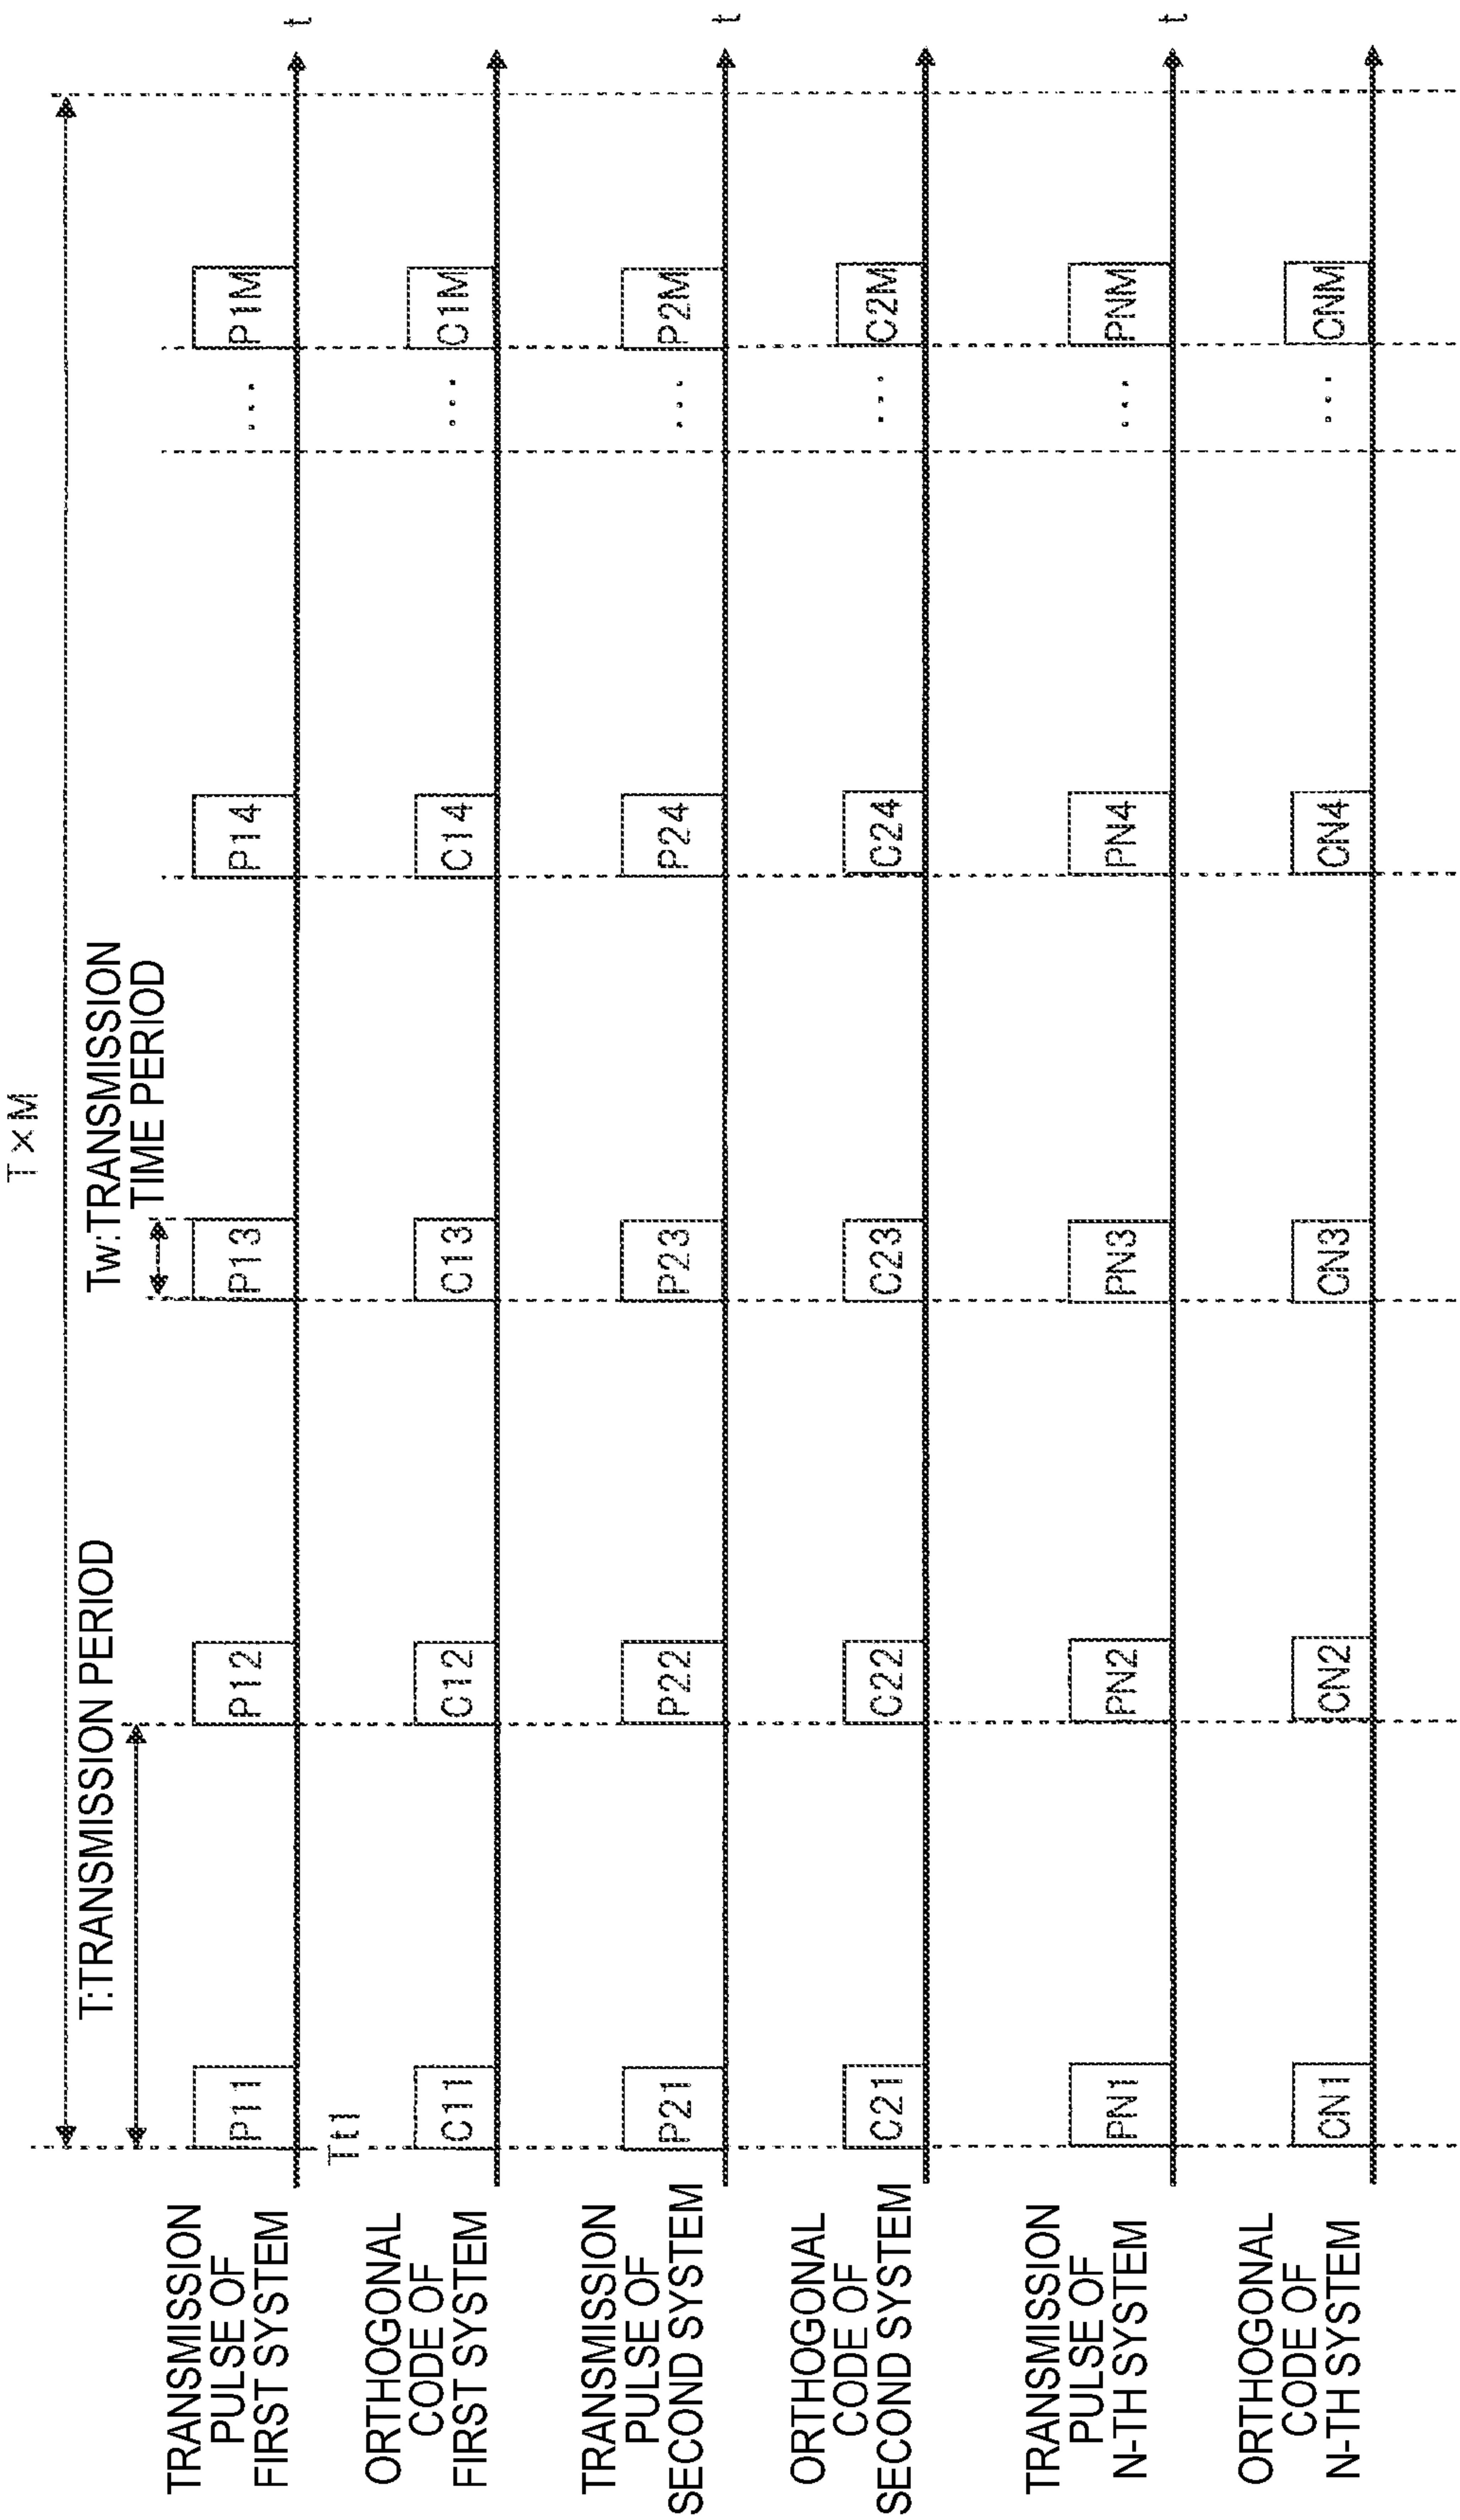 T×M
T:TRANSMISSION PERIOD
Tw:TRANSMISSION
TIME PERIOD
TRANSMISSION
PULSE OF
FIRST SYSTEM
P11
P12
P13
P14
...
P1M
t
Tt1
ORTHOGONAL
CODE OF
FIRST SYSTEM
C11
C12
C13
C14
...
C1M
TRANSMISSION
PULSE OF
SECOND SYSTEM
P21
P22
P23
P24
...
P2M
t
ORTHOGONAL
CODE OF
SECOND SYSTEM
C21
C22
C23
C24
...
C2M
TRANSMISSION
PULSE OF
N-TH SYSTEM
PN1
PN2
PN3
PN4
...
PNM
t
ORTHOGONAL
CODE OF
N-TH SYSTEM
CN1
CN2
CN3
CN4
...
CNM